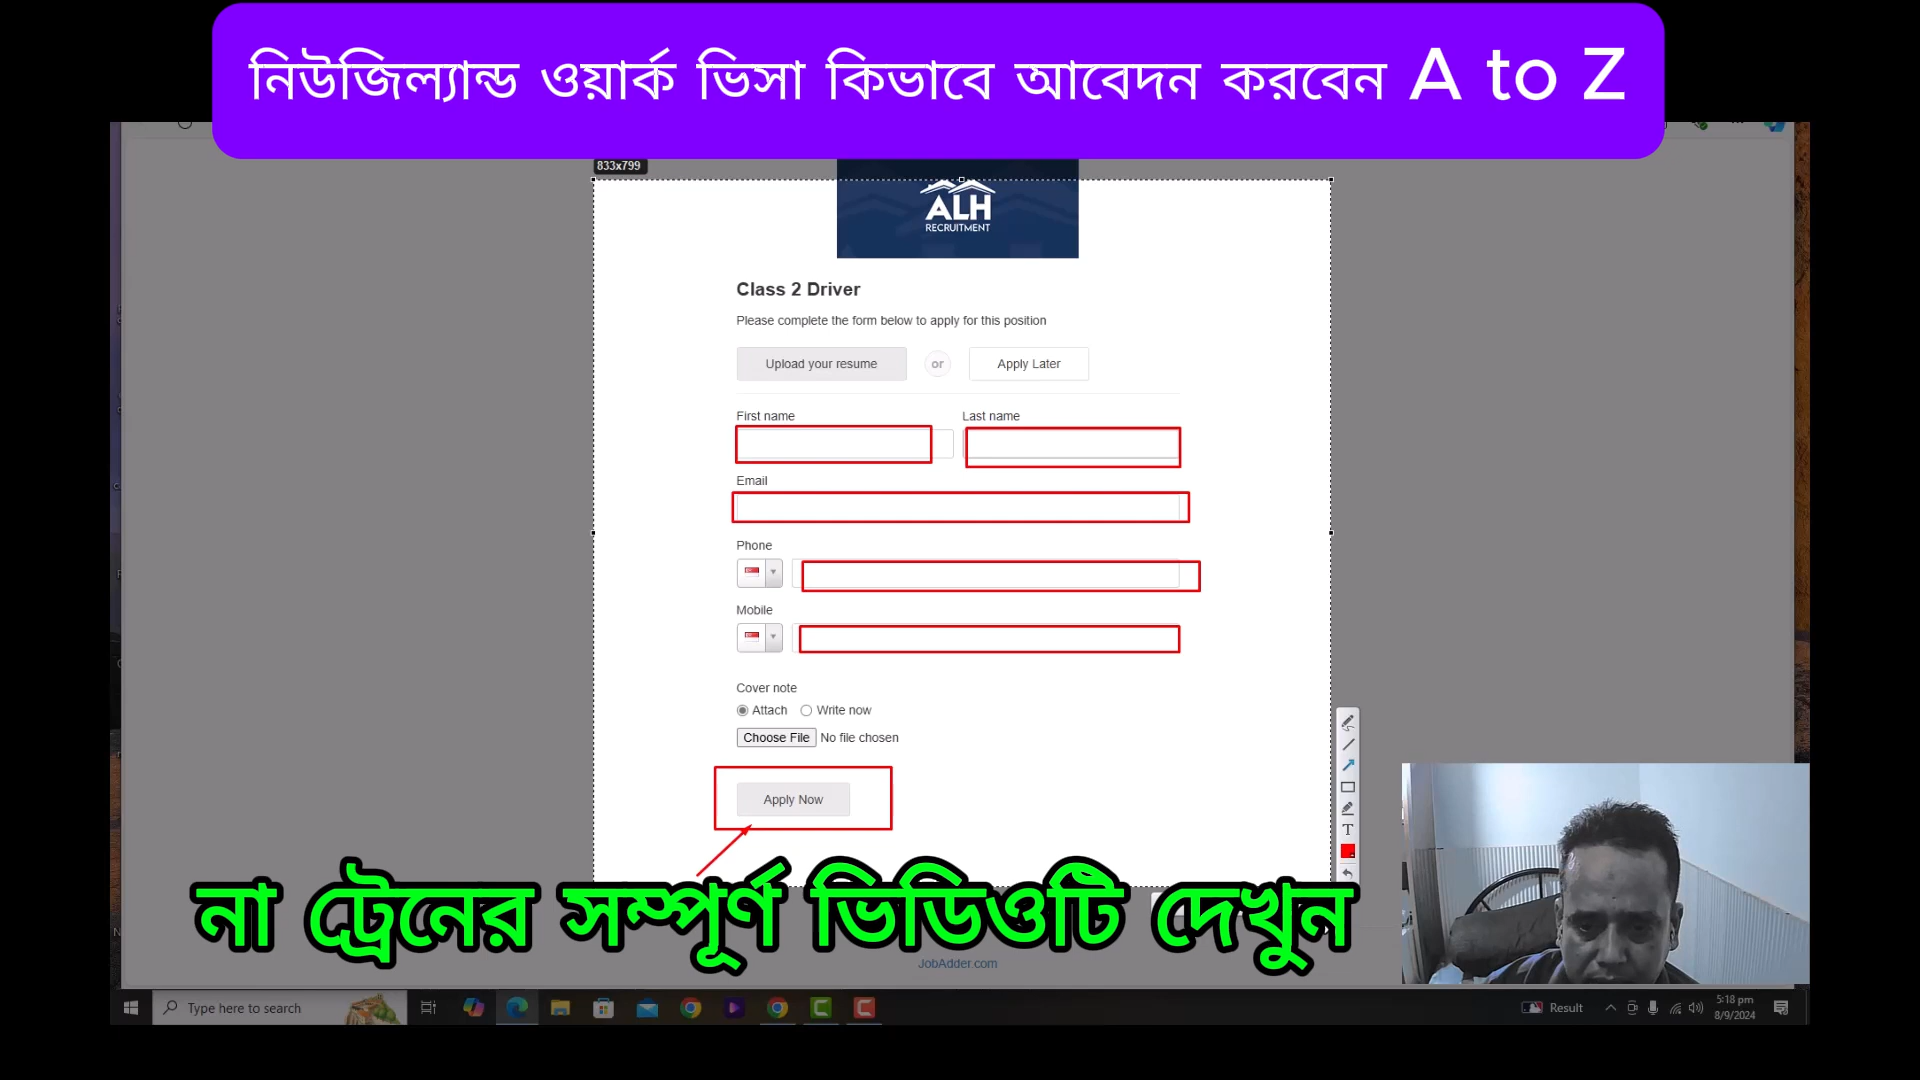 নিউজিল্যান্ড ওয়ার্ক ভিসা কিভাবে আবেদন করবেন A to Z
833x799
ALH
RECRUITMENT
Class 2 Driver
Please complete the form below to apply for this position
Upload your resume or Apply Later
First name Last name
Email
Phone
Mobile
Cover note
Attach Write now
Choose File No file chosen
Apply Now
T
না ট্রেনের সম্পূর্ণ ভিডিওটি দেখুন
JobAdder.com
Type here to search
Result
5:18 pm
8/9/2024